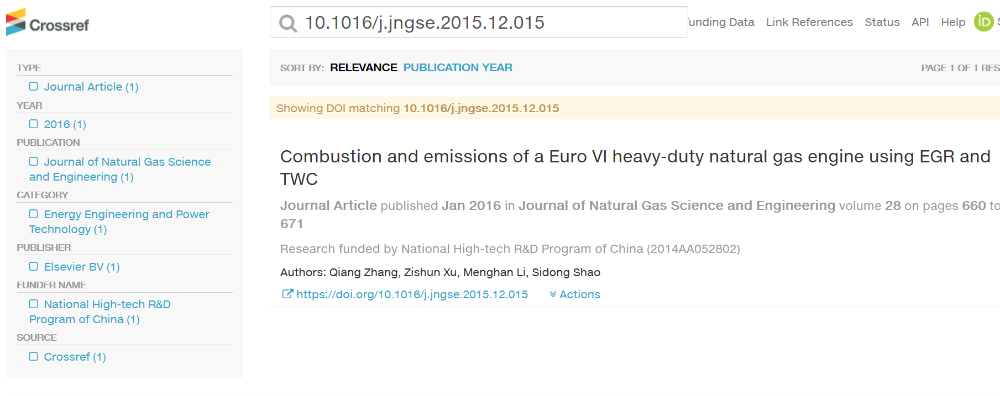 Crossref
10.1016/j.jngse.2015.12.015
unding Data Link References Status API Help iD
TYPE
Journal Article (1)
YEAR
2016 (1)
PUBLICATION
Journal of Natural Gas Science
and Engineering (1)
CATEGORY
Energy Engineering and Power
Technology (1)
PUBLISHER
Elsevier BV (1)
FUNDER NAME
National High-tech R&D
Program of China (1)
SOURCE
Crossref (1)
SORT BY: RELEVANCE PUBLICATION YEAR
PAGE 1 OF 1 RES
Showing DOI matching 10.1016/j.jngse.2015.12.015
Combustion and emissions of a Euro VI heavy-duty natural gas engine using EGR and
TWC
Journal Article published Jan 2016 in Journal of Natural Gas Science and Engineering volume 28 on pages 660 to
671
Research funded by National High-tech R&D Program of China (2014AA052802)
Authors: Qiang Zhang, Zishun Xu, Menghan Li, Sidong Shao
https://doi.org/10.1016/j.jngse.2015.12.015 Actions